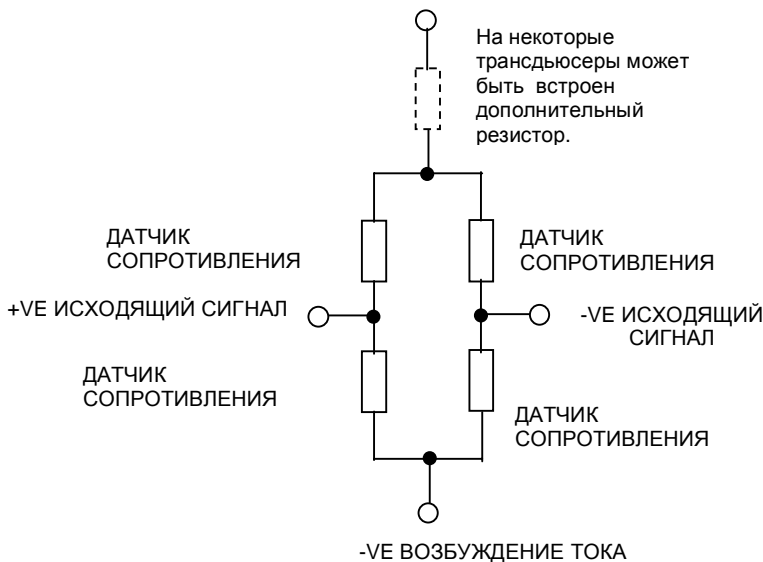 На некоторые
трансдьюсеры может
быть встроен
дополнительный
резистор.
ДАТЧИК
СОПРОТИВЛЕНИЯ
ДАТЧИК
СОПРОТИВЛЕНИЯ
+VE ИСХОДЯЩИЙ СИГНАЛ
-VE ИСХОДЯЩИЙ
СИГНАЛ
ДАТЧИК
СОПРОТИВЛЕНИЯ
ДАТЧИК
СОПРОТИВЛЕНИЯ
-VE ВОЗБУЖДЕНИЕ ТОКА